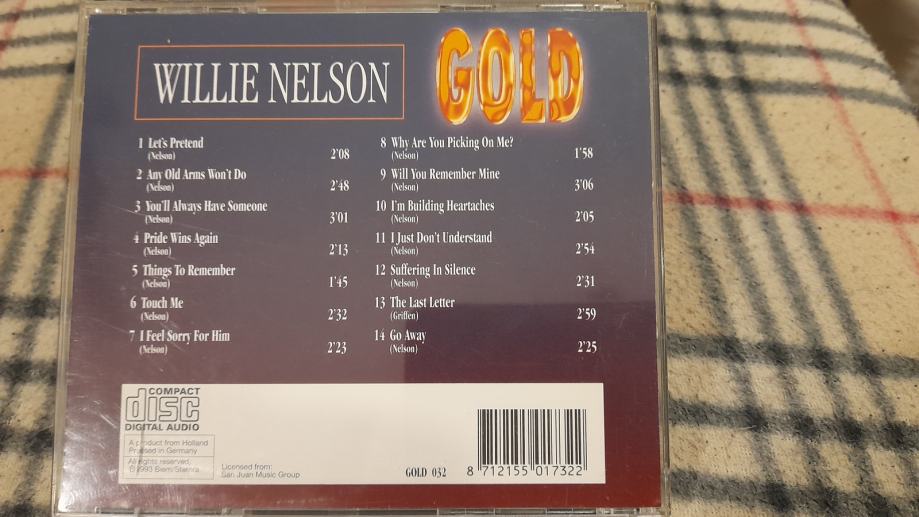 WILLIE NELSON
GOLD
1 Let's Pretend
(Nelson)
2'08
2 Any Old Arms Won't Do
(Nelson)
2'48
3 You'll Always Have Someone
(Nelson)
3'01
4 Pride Wins Again
(Nelson)
2'13
5 Things To Remember
(Nelson)
1'45
6 Touch Me
(Nelson)
2'32
7 I Feel Sorry For Him
(Nelson)
2'23
8 Why Are You Picking On Me?
(Nelson)
1'58
9 Will You Remember Mine
(Nelson)
3'06
10 I'm Building Heartaches
(Nelson)
2'05
11 I Just Don't Understand
(Nelson)
2'54
12 Suffering In Silence
(Nelson)
2'31
13 The Last Letter
(Griffen)
2'59
14 Go Away
(Nelson)
2'25
COMPACT
disc
DIGITAL AUDIO
A product from Holland
Pressed in Germany
All rights reserved.
1993 Biem/Stemra
Licensed from:
San Juan Music Group
GOLD 032
8 712155 017322